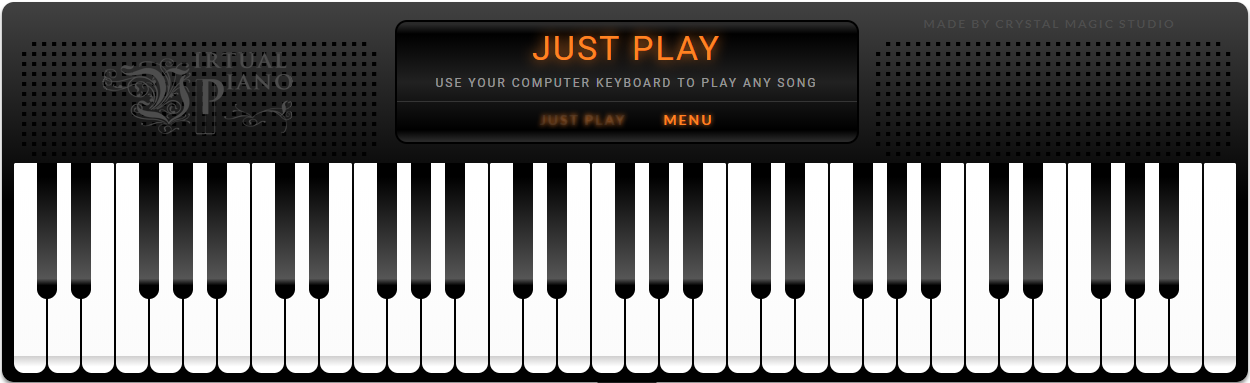 MADE BY CRYSTAL MAGIC STUDIO
VIRTUAL
PIANO
JUST PLAY
USE YOUR COMPUTER KEYBOARD TO PLAY ANY SONG
JUST PLAY MENU